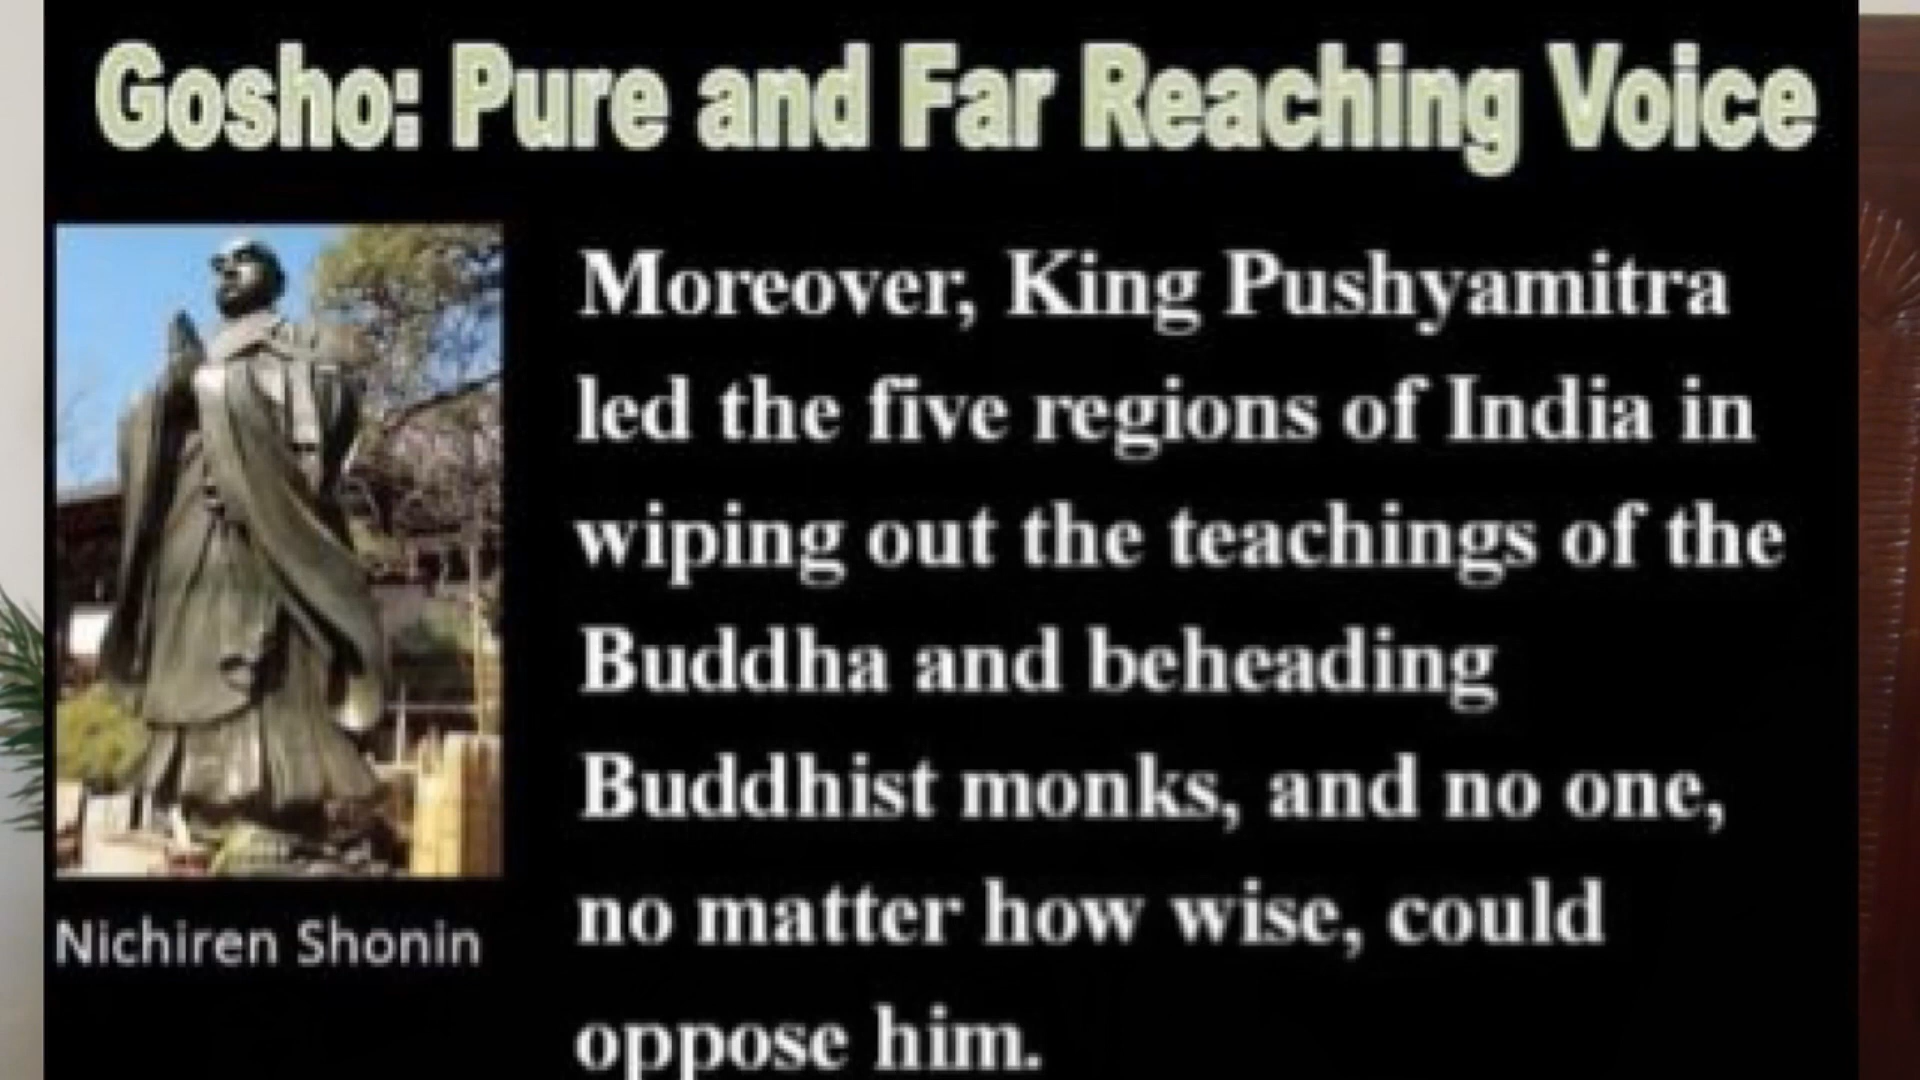 Gosho: Pure and Far Reaching Voice
Moreover, King Pushyamitra
led the five regions of India in
wiping out the teachings of the
Buddha and beheading
Buddhist monks, and no one,
no matter how wise, could
oppose him.
Nichiren Shonin